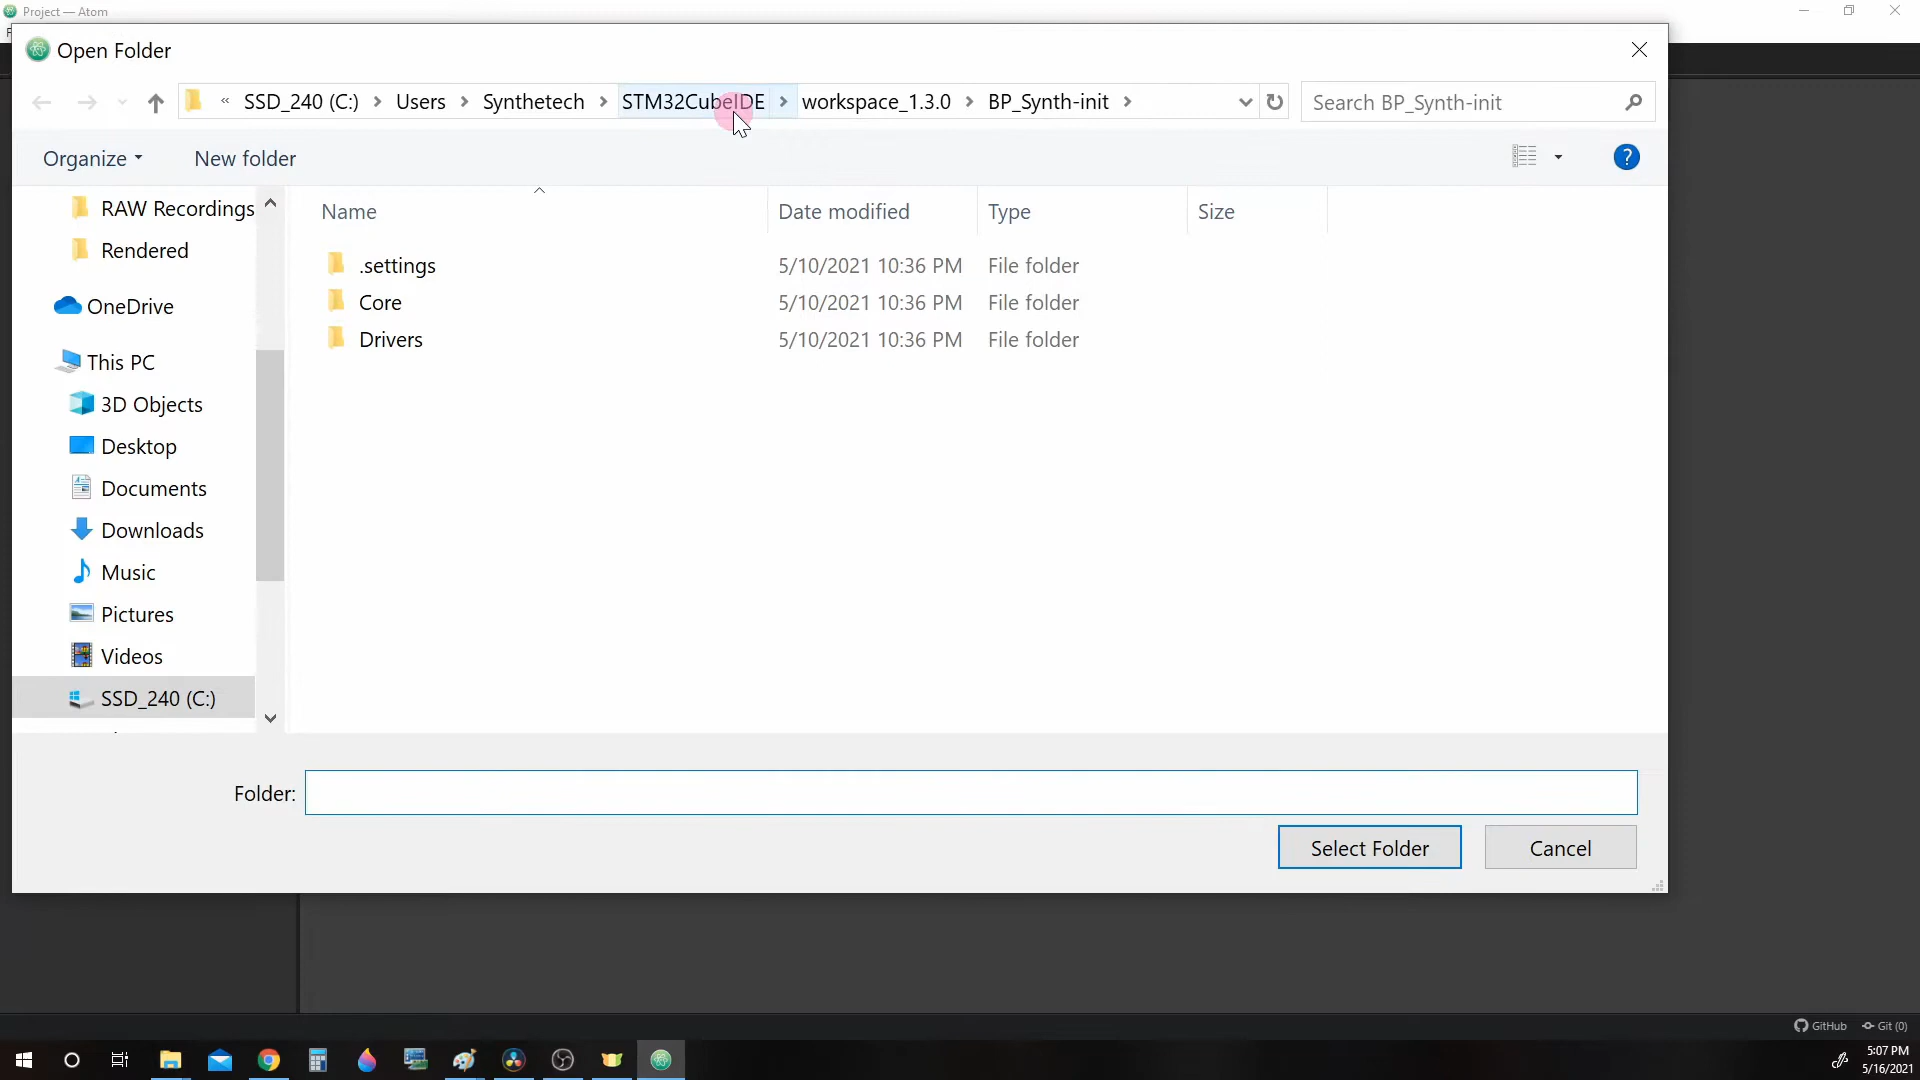 Project — Atom
Open Folder
« SSD_240 (C:) > Users > Synthetech > STM32CubeIDE > workspace_1.3.0 > BP_Synth-init >
Search BP_Synth-init
Organize
New folder
?
RAW Recordings
Rendered
OneDrive
This PC
3D Objects
Desktop
Documents
Downloads
Music
Pictures
Videos
SSD_240 (C:)
Name Date modified Type Size
.settings 5/10/2021 10:36 PM File folder
Core 5/10/2021 10:36 PM File folder
Drivers 5/10/2021 10:36 PM File folder
Folder:
Select Folder
Cancel
GitHub
Git (0)
5:07 PM
5/16/2021